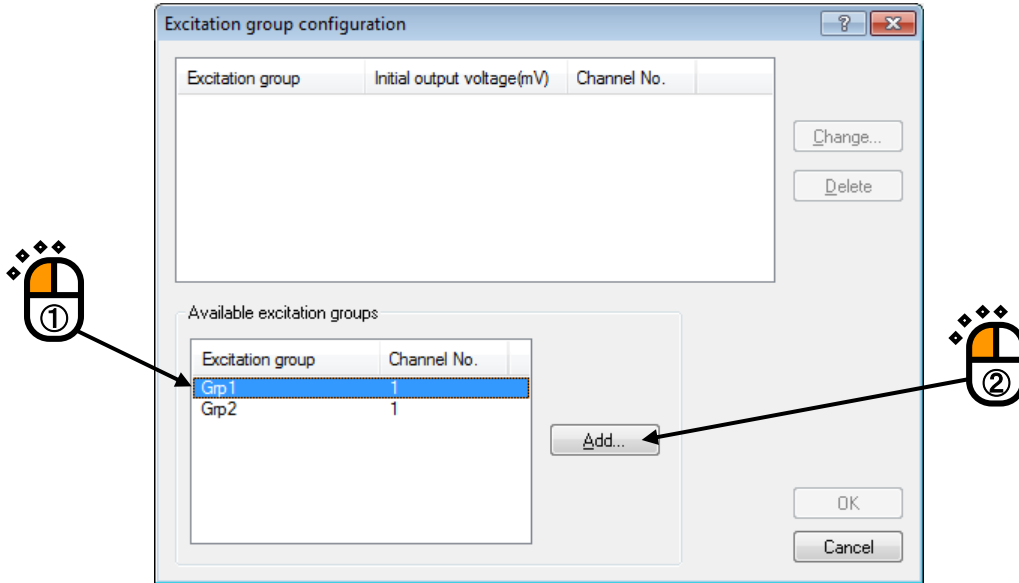 Excitation group configuration
Excitation group Initial output voltage(mV) Channel No.
Change...
Delete
①
Available excitation groups
Excitation group Channel No.
Grp1 1
Grp2 1
②
Add...
OK
Cancel